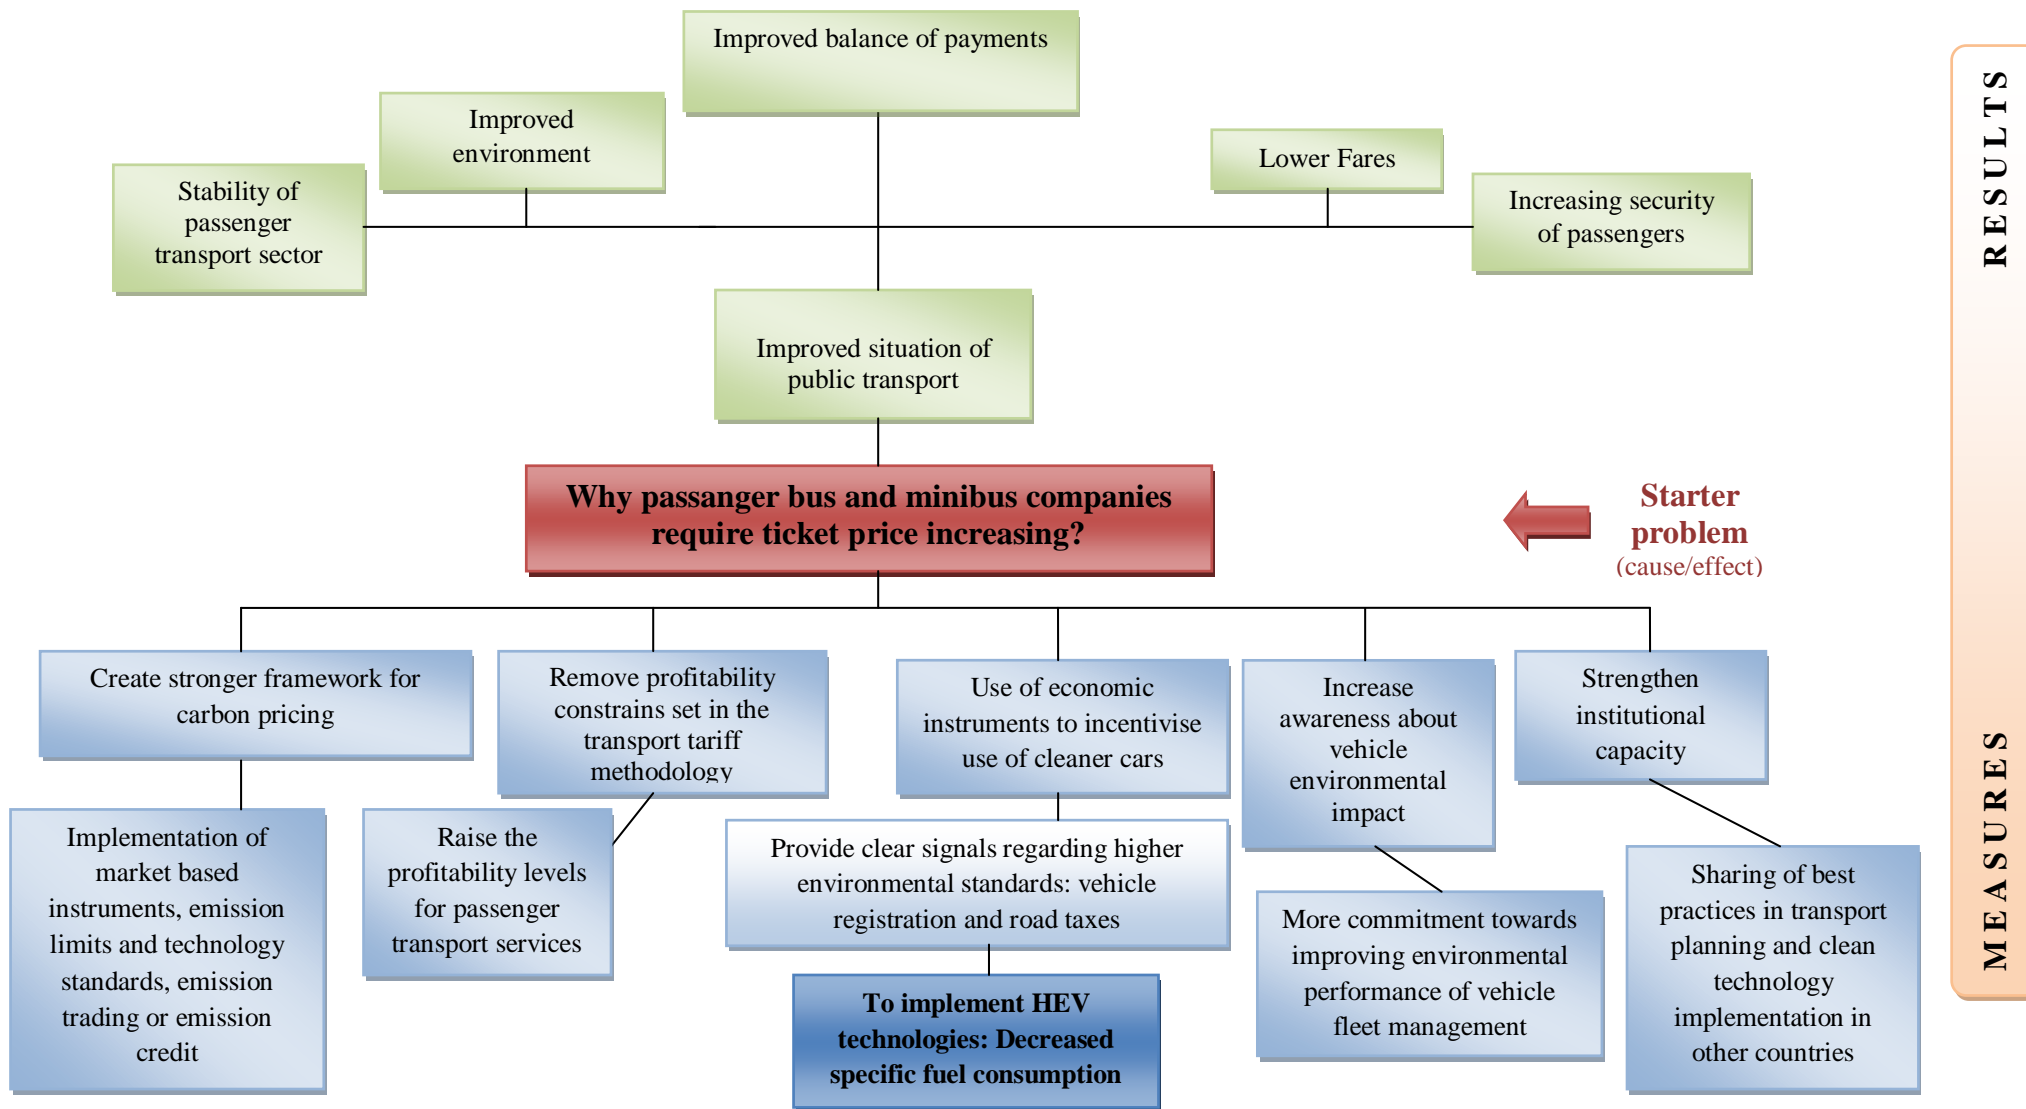 Improved balance of payments
Improved
environment
Lower Fares
Stability of
passenger
transport sector
Increasing security
of passengers
Improved situation of
public transport
Why passanger bus and minibus companies
require ticket price increasing?
Starter
problem
(cause/effect)
Create stronger framework for
carbon pricing
Remove profitability
constrains set in the
transport tariff
methodology
Use of economic
instruments to incentivise
use of cleaner cars
Increase
awareness about
vehicle
environmental
impact
Strengthen
institutional
capacity
Implementation of
market based
instruments, emission
limits and technology
standards, emission
trading or emission
credit
Raise the
profitability levels
for passenger
transport services
Provide clear signals regarding higher
environmental standards: vehicle
registration and road taxes
More commitment towards
improving environmental
performance of vehicle
fleet management
Sharing of best
practices in transport
planning and clean
technology
implementation in
other countries
To implement HEV
technologies: Decreased
specific fuel consumption
RESULTS
MEASURES